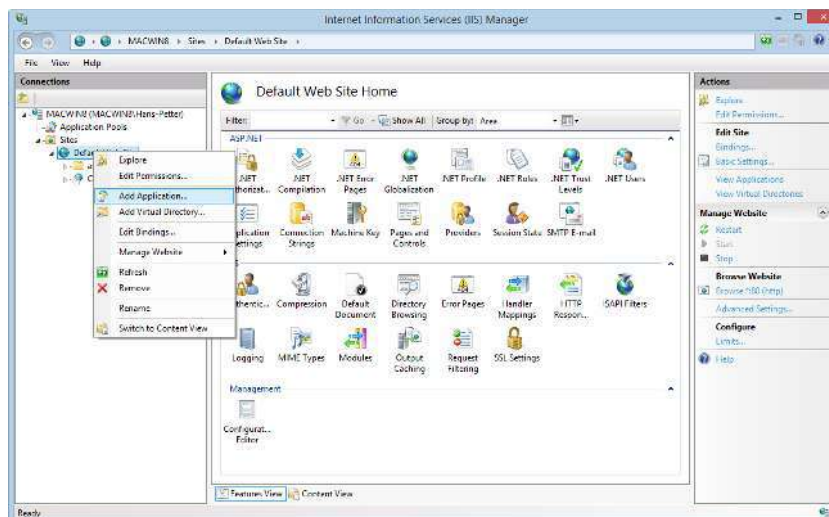 Internet Information Services (IIS) Manager
MACWIN8 Sites Default Web Site
File View Help
Connections
MACWIN8 (MACWIN8\Hans-Petter)
Application Pools
Sites
Explore
Edit Permissions...
Add Application...
Add Virtual Directory...
Edit Bindings...
Manage Website
Refresh
Remove
Rename
Switch to Content View
Default Web Site Home
Filter: Go Show All Group by: Area
ASP.NET
.NET Compilation
.NET Error Pages
.NET Globalization
.NET Profile
.NET Roles
.NET Trust Levels
.NET Users
Connection Strings
Machine Key
Pages and Controls
Providers
Session State
SMTP E-mail
Compression
Default Document
Directory Browsing
Error Pages
Handler Mappings
HTTP Respon...
ISAPI Filters
Logging
MIME Types
Modules
Output Caching
Request Filtering
SSL Settings
Management
Configurat... Editor
Features View Content View
Actions
Explore
Edit Permissions...
Edit Site
Bindings...
Basic Settings...
View Applications
View Virtual Directories
Manage Website
Restart
Start
Stop
Browse Website
Browse *:80 (http)
Advanced Settings...
Configure
Limits...
Help
Ready